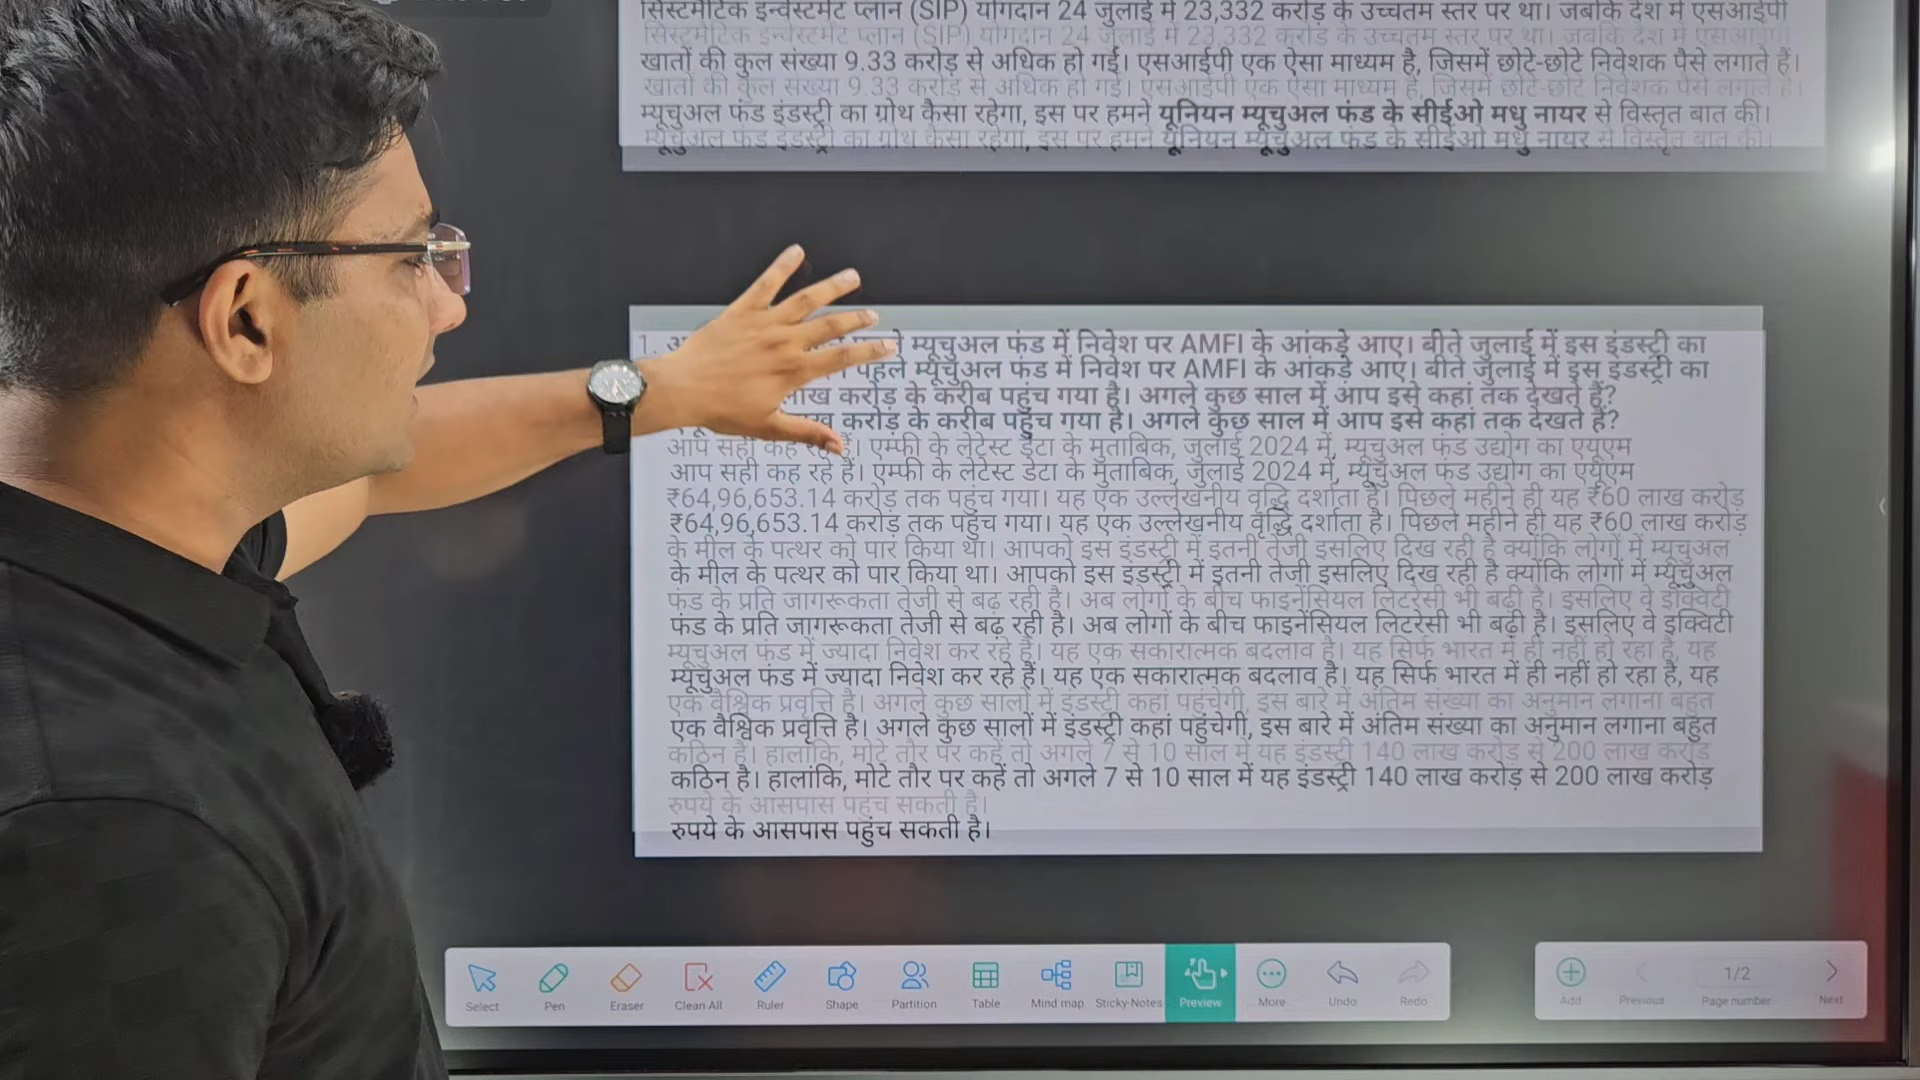 सिस्टमैटिक इन्वेस्टमेंट प्लान (SIP) योगदान 24 जुलाई में 23,332 करोड़ के उच्चतम स्तर पर था। जबकि देश में एसआईपी
खातों की कुल संख्या 9.33 करोड़ से अधिक हो गई। एसआईपी एक ऐसा माध्यम है, जिसमें छोटे-छोटे निवेशक पैसे लगाते हैं।
म्यूचुअल फंड इंडस्ट्री का ग्रोथ कैसा रहेगा, इस पर हमने यूनियन म्यूचुअल फंड के सीईओ मधु नायर से विस्तृत बात की।
1. पहले म्यूचुअल फंड में निवेश पर AMFI के आंकड़े आए। बीते जुलाई में इस इंडस्ट्री का
लाख करोड़ के करीब पहुंच गया है। अगले कुछ साल में आप इसे कहां तक देखते हैं?
आप सही कह रहे हैं। एम्फी के लेटेस्ट डेटा के मुताबिक, जुलाई 2024 में, म्यूचुअल फंड उद्योग का एयूएम
₹64,96,653.14 करोड़ तक पहुंच गया। यह एक उल्लेखनीय वृद्धि दर्शाता है। पिछले महीने ही यह ₹60 लाख करोड़
के मील के पत्थर को पार किया था। आपको इस इंडस्ट्री में इतनी तेजी इसलिए दिख रही है क्योंकि लोगों में म्यूचुअल
फंड के प्रति जागरूकता तेजी से बढ़ रही है। अब लोगों के बीच फाइनेंसियल लिटरेसी भी बढ़ी है। इसलिए वे इक्विटी
म्यूचुअल फंड में ज्यादा निवेश कर रहे हैं। यह एक सकारात्मक बदलाव है। यह सिर्फ भारत में ही नहीं हो रहा है, यह
एक वैश्विक प्रवृत्ति है। अगले कुछ सालों में इंडस्ट्री कहां पहुंचेगी, इस बारे में अंतिम संख्या का अनुमान लगाना बहुत
कठिन है। हालांकि, मोटे तौर पर कहें तो अगले 7 से 10 साल में यह इंडस्ट्री 140 लाख करोड़ से 200 लाख करोड़
रुपये के आसपास पहुंच सकती है।
Select Pen Eraser Clean All Ruler Shape Partition Table Mind map Sticky Notes Preview More Undo Redo
1/2
Add Previous Page number Next